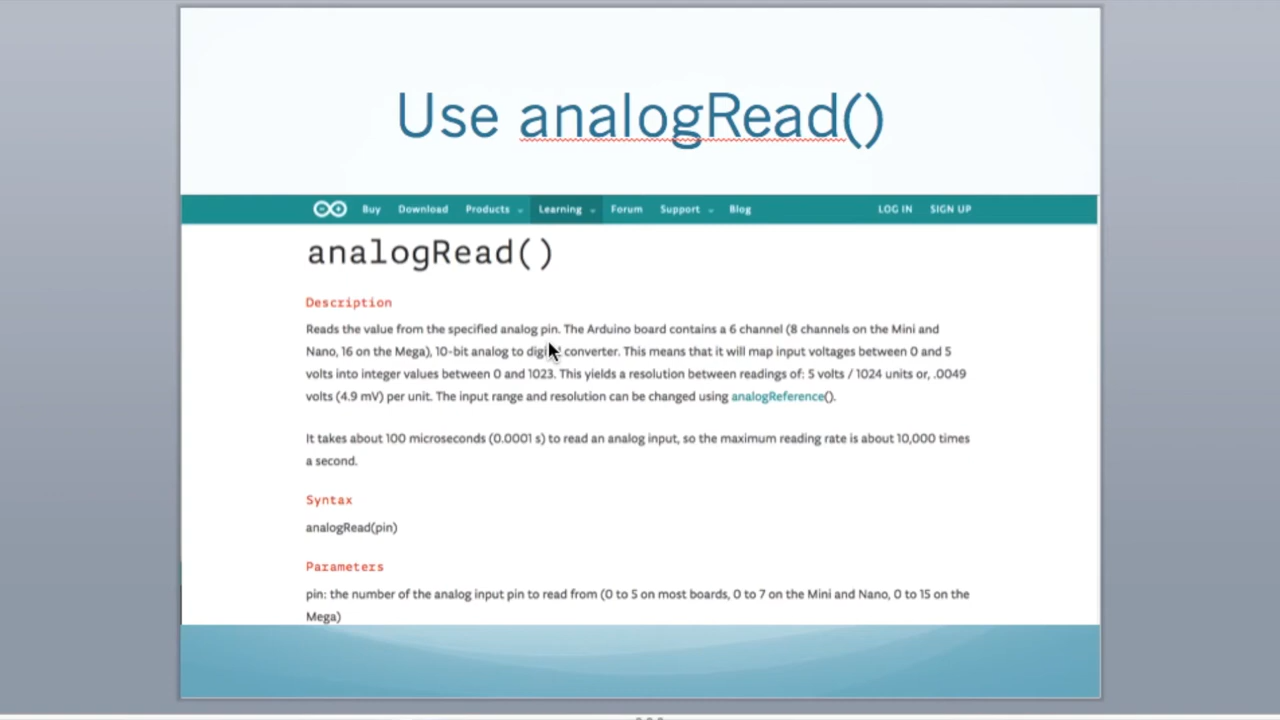 Use analogRead()
Buy Download Products Learning Forum Support Blog LOG IN SIGN UP
analogRead()
Description
Reads the value from the specified analog pin. The Arduino board contains a 6 channel (8 channels on the Mini and
Nano, 16 on the Mega), 10-bit analog to digital converter. This means that it will map input voltages between 0 and 5
volts into integer values between 0 and 1023. This yields a resolution between readings of: 5 volts / 1024 units or, .0049
volts (4.9 mV) per unit. The input range and resolution can be changed using analogReference().
It takes about 100 microseconds (0.0001 s) to read an analog input, so the maximum reading rate is about 10,000 times
a second.
Syntax
analogRead(pin)
Parameters
pin: the number of the analog input pin to read from (0 to 5 on most boards, 0 to 7 on the Mini and Nano, 0 to 15 on the
Mega)